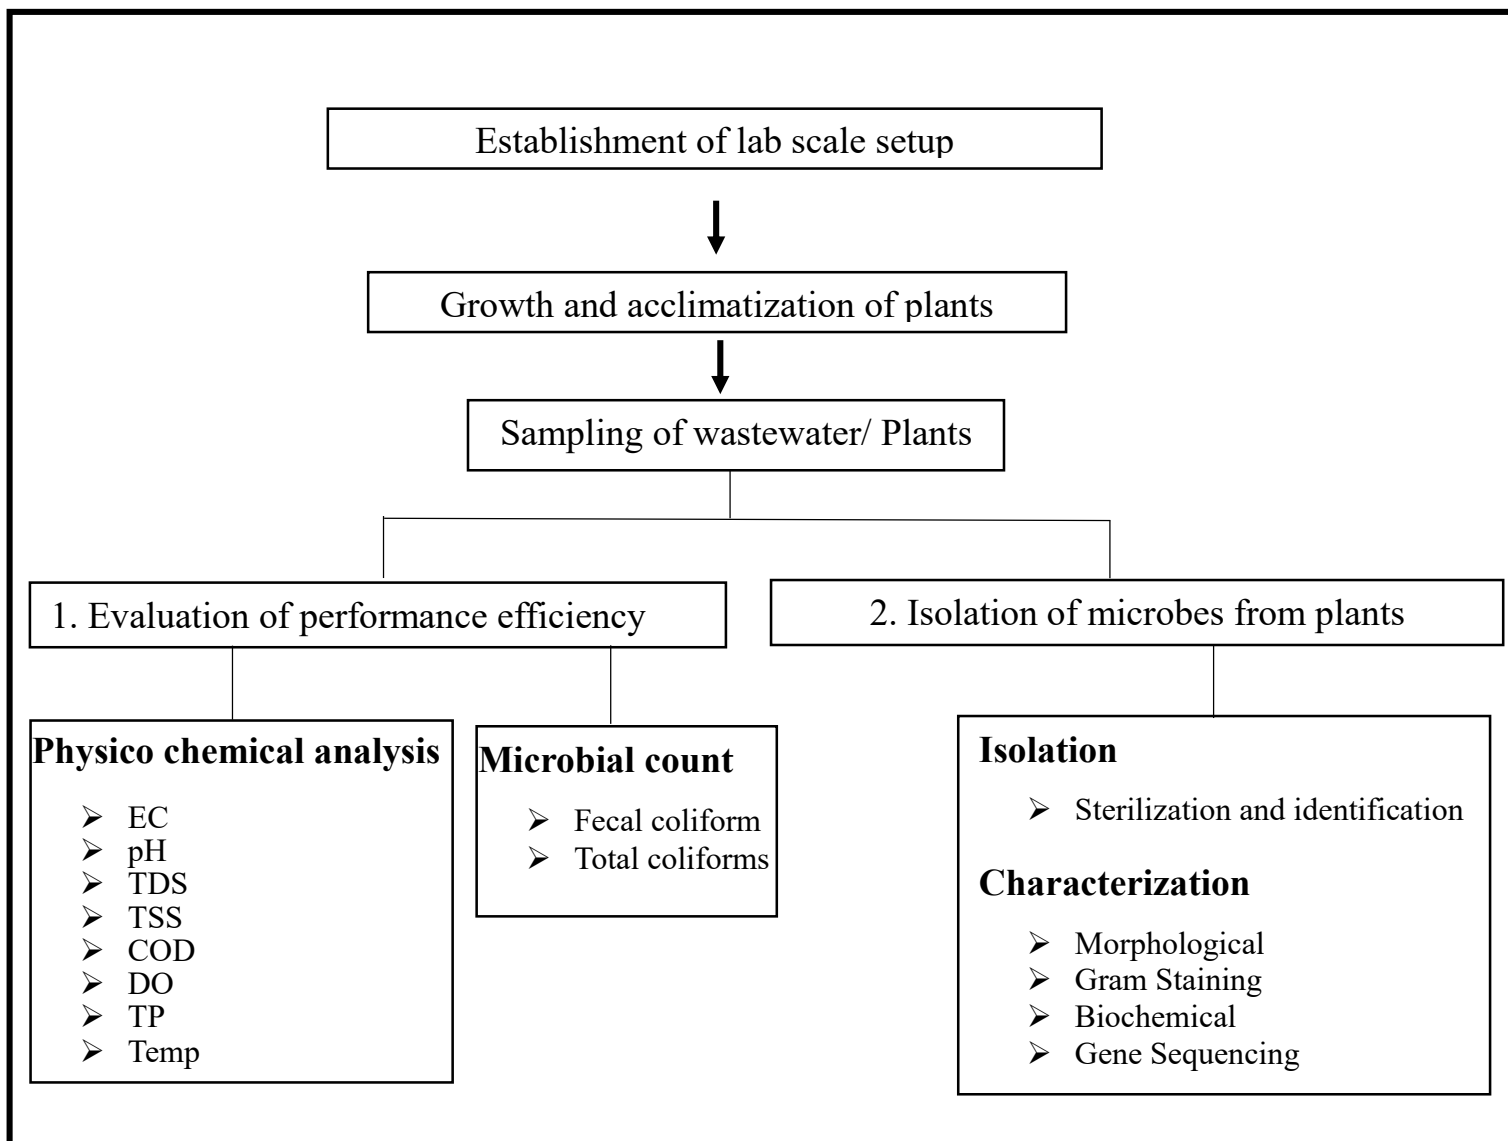 Establishment of lab scale setup
Growth and acclimatization of plants
Sampling of wastewater/ Plants
1. Evaluation of performance efficiency
2. Isolation of microbes from plants
Physico chemical analysis
➢ EC
➢ pH
➢ TDS
➢ TSS
➢ COD
➢ DO
➢ TP
➢ Temp
Microbial count
➢ Fecal coliform
➢ Total coliforms
Isolation
➢ Sterilization and identification
Characterization
➢ Morphological
➢ Gram Staining
➢ Biochemical
➢ Gene Sequencing